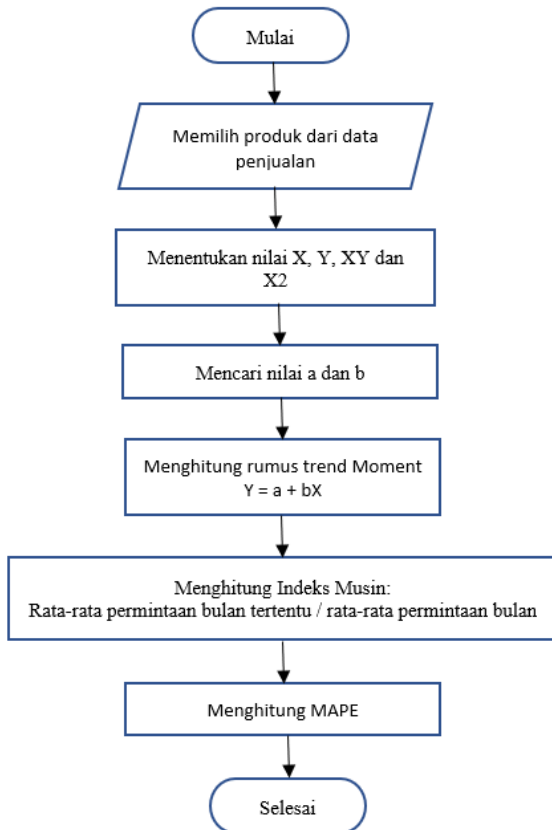 Mulai
Memilih produk dari data
penjualan
Menentukan nilai X, Y, XY dan
X2
Mencari nilai a dan b
Menghitung rumus trend Moment
Y = a + bX
Menghitung Indeks Musin:
Rata-rata permintaan bulan tertentu / rata-rata permintaan bulan
Menghitung MAPE
Selesai